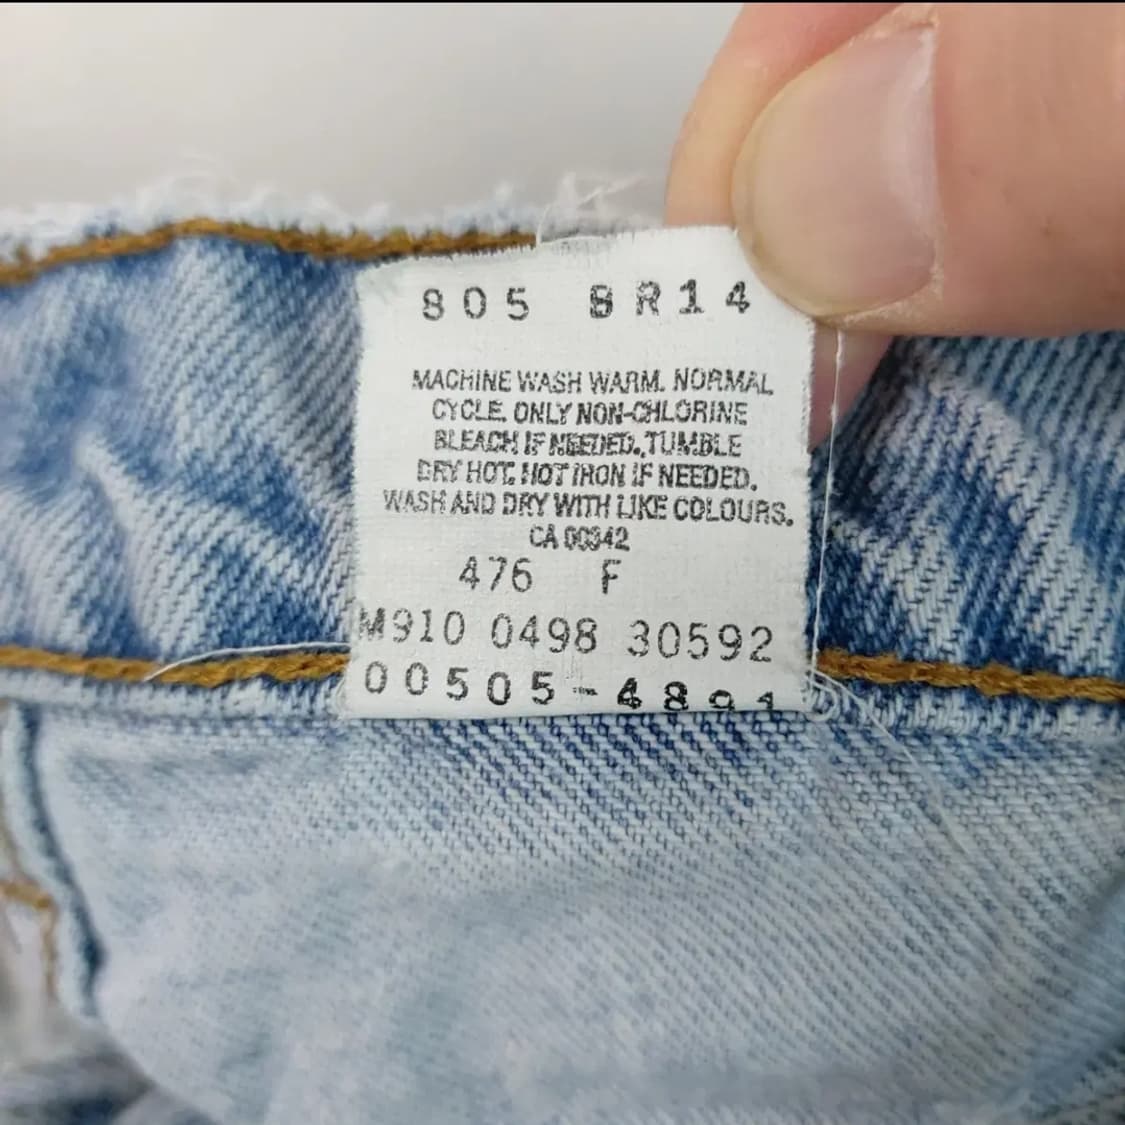 805 BR14
MACHINE WASH WARM. NORMAL
CYCLE. ONLY NON-CHLORINE
BLEACH IF NEEDED. TUMBLE
DRY HOT. HOT IRON IF NEEDED.
WASH AND DRY WITH LIKE COLOURS.
CA 00342
476 F
M910 0498 30592
00505-4891